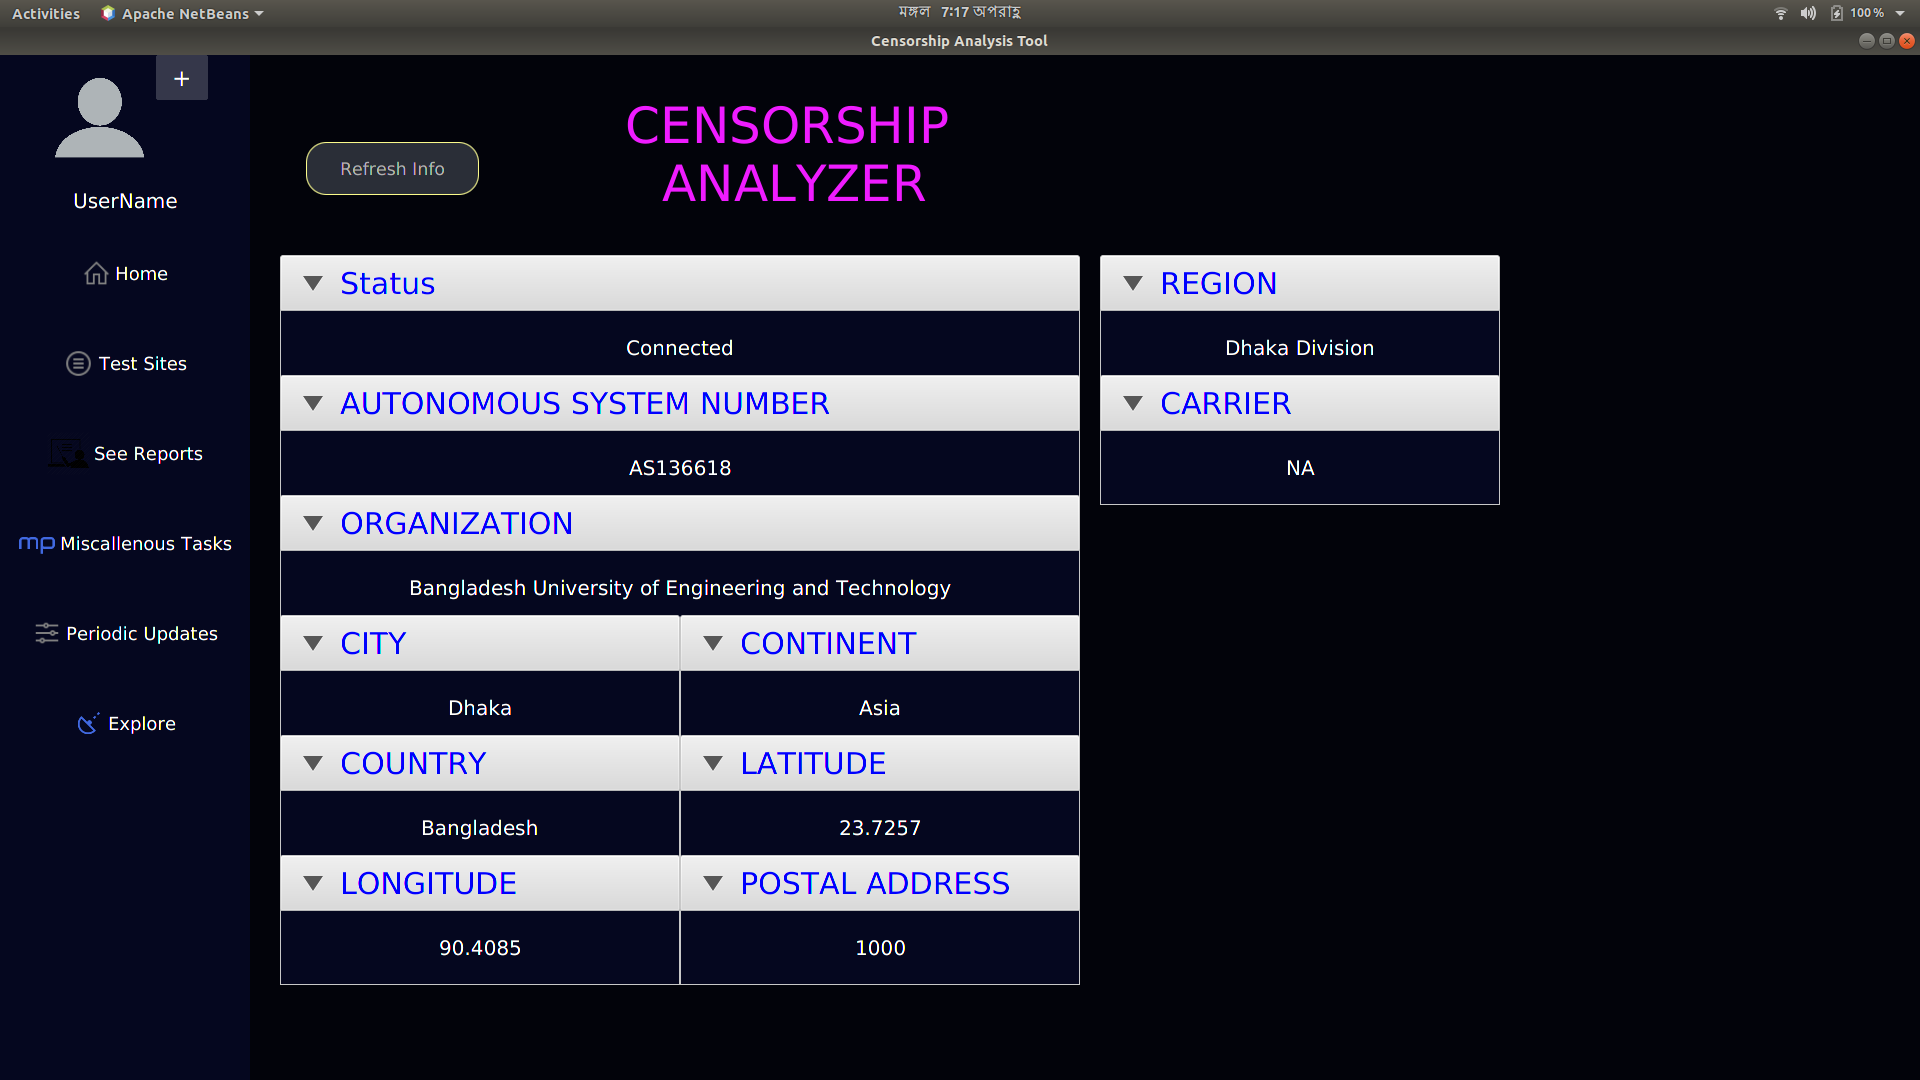 Activities
Apache NetBeans
মঙ্গল 7:17 অপরাহ্ণ
100 %
Censorship Analysis Tool
+
UserName
Home
Test Sites
See Reports
mp Miscallenous Tasks
Periodic Updates
Explore
Refresh Info
CENSORSHIP
ANALYZER
Status
Connected
AUTONOMOUS SYSTEM NUMBER
AS136618
ORGANIZATION
Bangladesh University of Engineering and Technology
CITY
Dhaka
CONTINENT
Asia
COUNTRY
Bangladesh
LATITUDE
23.7257
LONGITUDE
90.4085
POSTAL ADDRESS
1000
REGION
Dhaka Division
CARRIER
NA